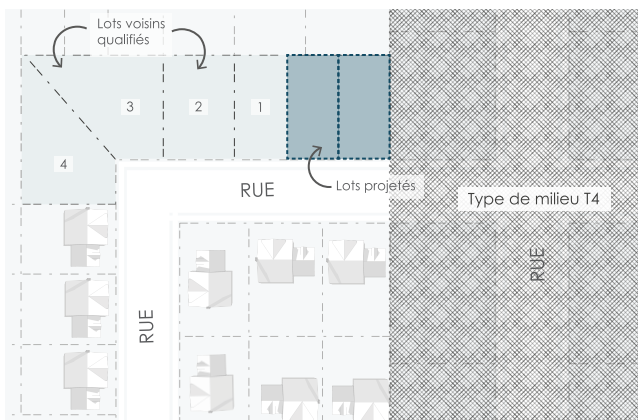 Lots voisins
qualifiés
3
2
1
4
Lots projetés
RUE
Type de milieu T4
RUE
RUE